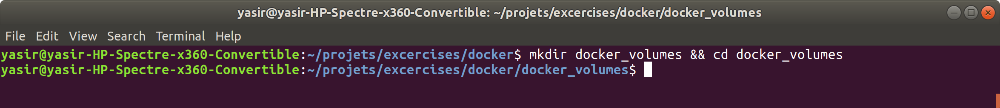 yasir@yasir-HP-Spectre-x360-Convertible: ~/projets/excercises/docker/docker_volumes
File Edit View Search Terminal Help
yasir@yasir-HP-Spectre-x360-Convertible:~/projets/excercises/docker$ mkdir docker_volumes && cd docker_volumes
yasir@yasir-HP-Spectre-x360-Convertible:~/projets/excercises/docker/docker_volumes$